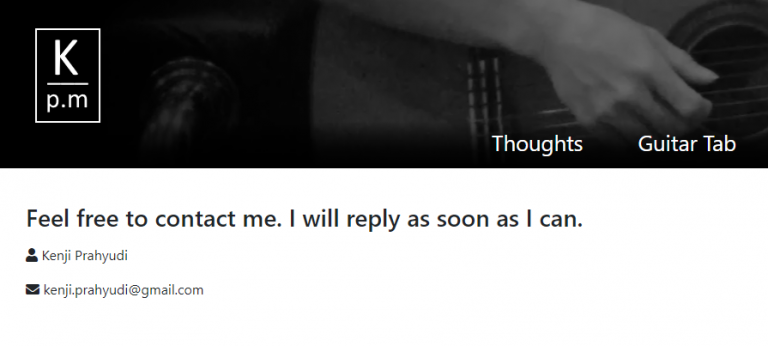 K
p.m
Thoughts Guitar Tab
Feel free to contact me. I will reply as soon as I can.
Kenji Prahyudi
kenji.prahyudi@gmail.com